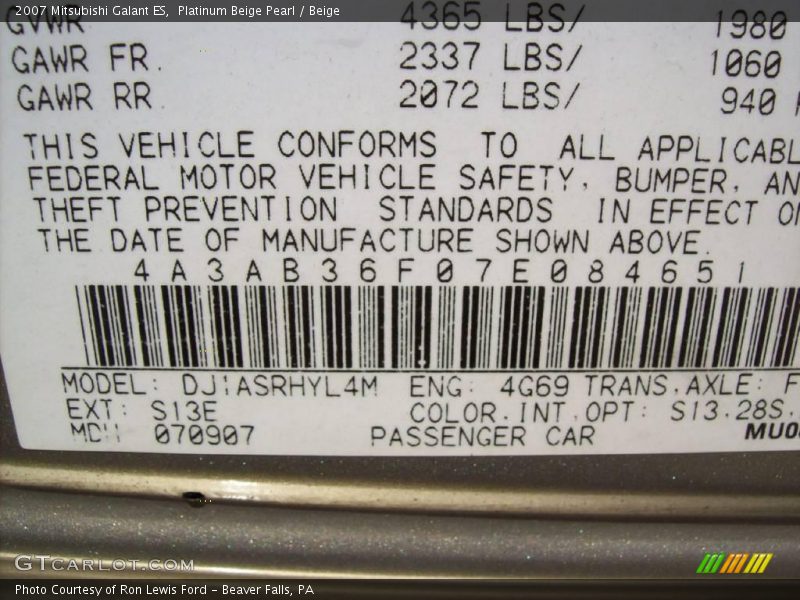 2007 Mitsubishi Galant ES, Platinum Beige Pearl / Beige
GVWR 4365 LBS/ 1980
GAWR FR. 2337 LBS/ 1060
GAWR RR 2072 LBS/ 940
THIS VEHICLE CONFORMS TO ALL APPLICABL
FEDERAL MOTOR VEHICLE SAFETY, BUMPER, AN
THEFT PREVENTION STANDARDS IN EFFECT ON
THE DATE OF MANUFACTURE SHOWN ABOVE.
4A3AB36F07E084651
MODEL: DJ1ASRHYL4M ENG: 4G69 TRANS.AXLE: F
EXT: S13E COLOR.INT.OPT: S13.28S.
070907 PASSENGER CAR MU0
GTCARLOT.COM
Photo Courtesy of Ron Lewis Ford - Beaver Falls, PA